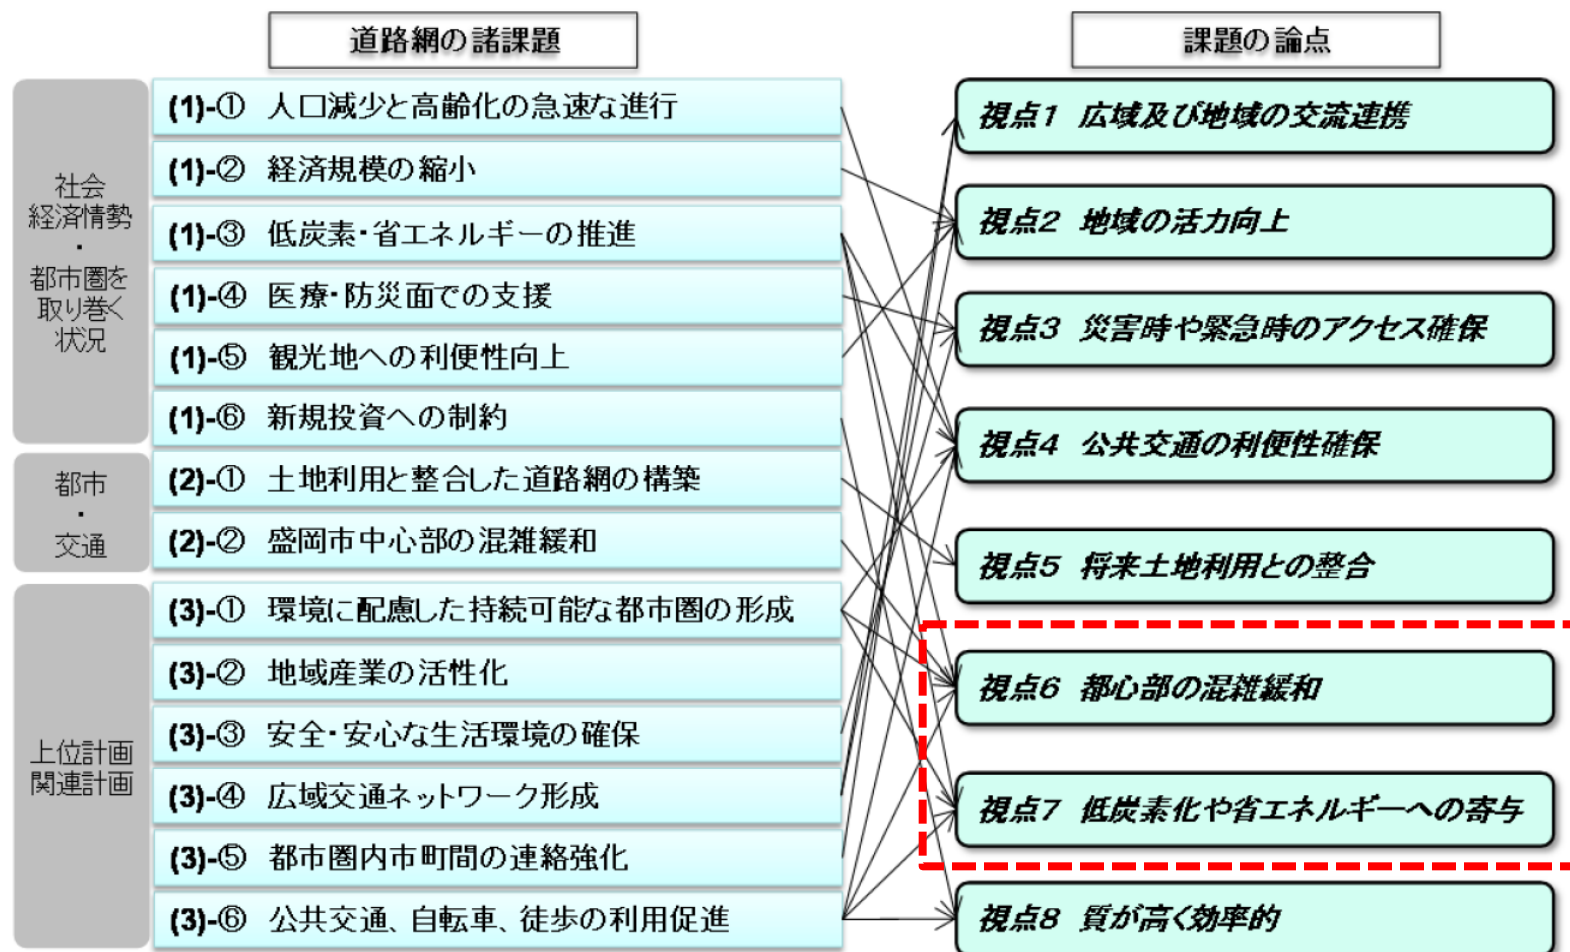 道路網の諸課題
課題の論点
社会
経済情勢
・
都市圏を
取り巻く
状況
(1)-① 人口減少と高齢化の急速な進行
(1)-② 経済規模の縮小
(1)-③ 低炭素・省エネルギーの推進
(1)-④ 医療・防災面での支援
(1)-⑤ 観光地への利便性向上
(1)-⑥ 新規投資への制約
都市
・
交通
(2)-① 土地利用と整合した道路網の構築
(2)-② 盛岡市中心部の混雑緩和
上位計画
関連計画
(3)-① 環境に配慮した持続可能な都市圏の形成
(3)-② 地域産業の活性化
(3)-③ 安全・安心な生活環境の確保
(3)-④ 広域交通ネットワーク形成
(3)-⑤ 都市圏内市町間の連絡強化
(3)-⑥ 公共交通、自転車、徒歩の利用促進
視点1 広域及び地域の交流連携
視点2 地域の活力向上
視点3 災害時や緊急時のアクセス確保
視点4 公共交通の利便性確保
視点5 将来土地利用との整合
視点6 都心部の混雑緩和
視点7 低炭素化や省エネルギーへの寄与
視点8 質が高く効率的